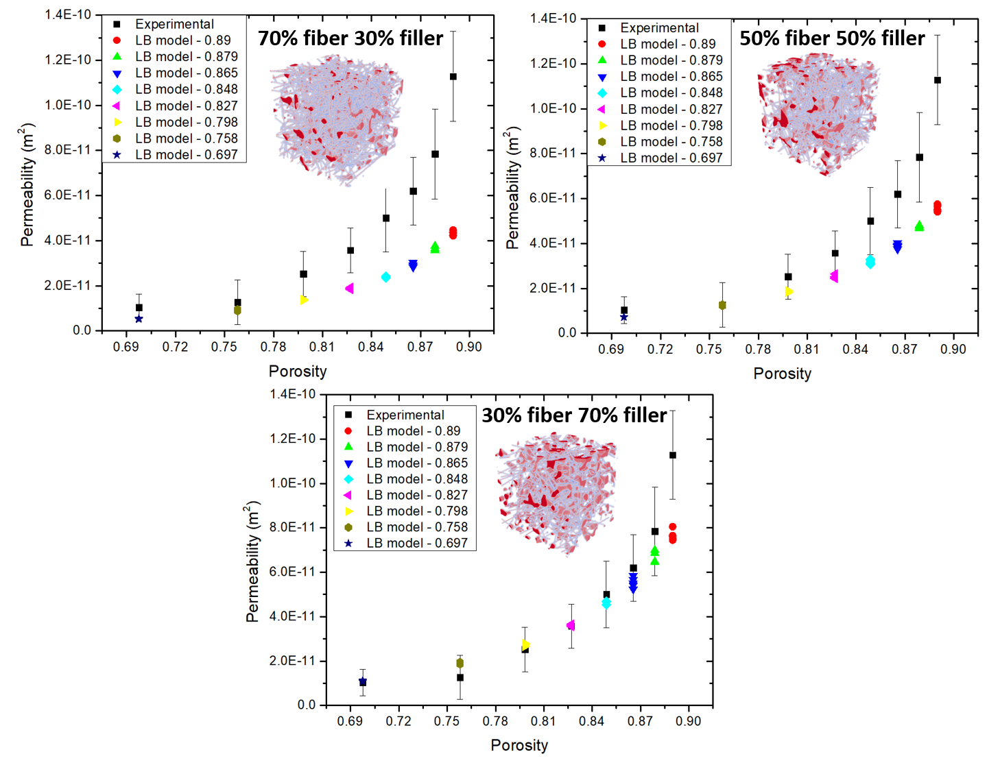 70% fiber 30% filler
Experimental
LB model - 0.89
LB model - 0.879
LB model - 0.865
LB model - 0.848
LB model - 0.827
LB model - 0.798
LB model - 0.758
LB model - 0.697
Permeability (m²)
1.4E-10
1.2E-10
1.0E-10
8.0E-11
6.0E-11
4.0E-11
2.0E-11
0.0
0.69 0.72 0.75 0.78 0.81 0.84 0.87 0.90
Porosity
50% fiber 50% filler
Experimental
LB model - 0.89
LB model - 0.879
LB model - 0.865
LB model - 0.848
LB model - 0.827
LB model - 0.798
LB model - 0.758
LB model - 0.697
Permeability (m²)
1.4E-10
1.2E-10
1.0E-10
8.0E-11
6.0E-11
4.0E-11
2.0E-11
0.0
0.69 0.72 0.75 0.78 0.81 0.84 0.87 0.90
Porosity
30% fiber 70% filler
Experimental
LB model - 0.89
LB model - 0.879
LB model - 0.865
LB model - 0.848
LB model - 0.827
LB model - 0.798
LB model - 0.758
LB model - 0.697
Permeability (m²)
1.4E-10
1.2E-10
1.0E-10
8.0E-11
6.0E-11
4.0E-11
2.0E-11
0.0
0.69 0.72 0.75 0.78 0.81 0.84 0.87 0.90
Porosity